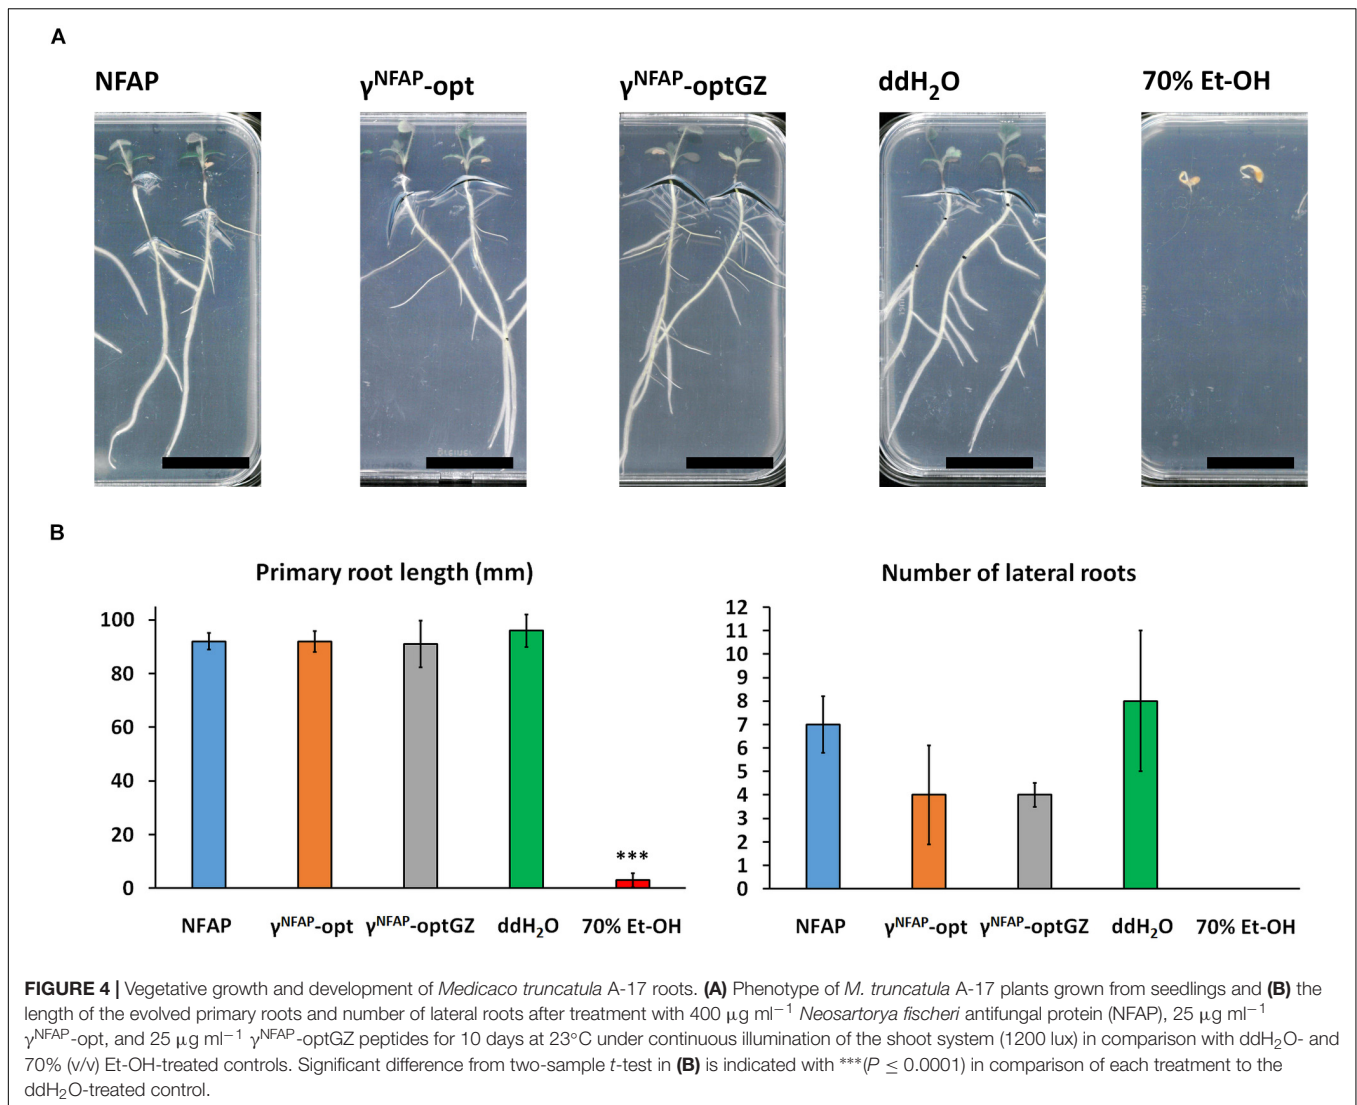 A
NFAP
γNFAP-opt
γNFAP-optGZ
ddH2O
70% Et-OH
B
Primary root length (mm)
100
80
60
40
20
0
***
NFAP
γNFAP-opt
γNFAP-optGZ
ddH2O
70% Et-OH
Number of lateral roots
12
11
10
9
8
7
6
5
4
3
2
1
0
NFAP
γNFAP-opt
γNFAP-optGZ
ddH2O
70% Et-OH
FIGURE 4 | Vegetative growth and development of Medicaco truncatula A-17 roots. (A) Phenotype of M. truncatula A-17 plants grown from seedlings and (B) the
length of the evolved primary roots and number of lateral roots after treatment with 400 μg ml−1 Neosartorya fischeri antifungal protein (NFAP), 25 μg ml−1
γNFAP-opt, and 25 μg ml−1 γNFAP-optGZ peptides for 10 days at 23°C under continuous illumination of the shoot system (1200 lux) in comparison with ddH2O- and
70% (v/v) Et-OH-treated controls. Significant difference from two-sample t-test in (B) is indicated with ***(P ≤ 0.0001) in comparison of each treatment to the
ddH2O-treated control.